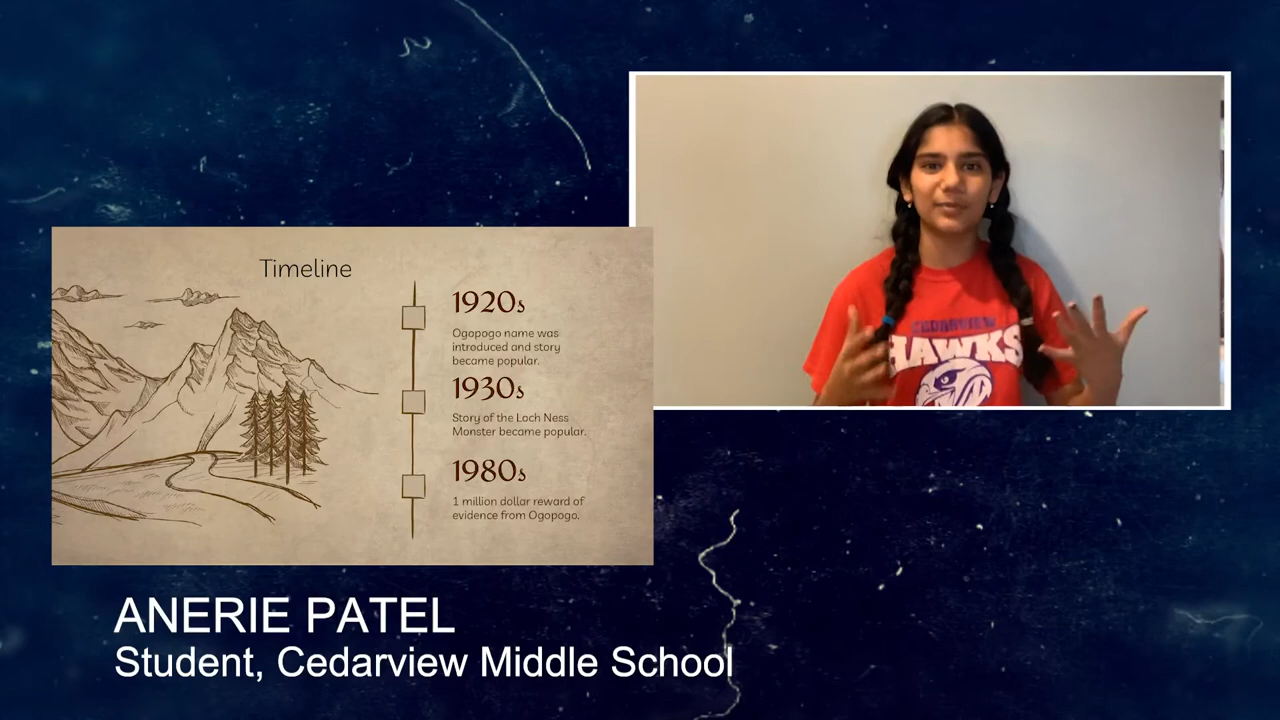 Timeline
1920s
Ogopogo name was
introduced and story
became popular.
1930s
Story of the Loch Ness
Monster became popular.
1980s
1 million dollar reward of
evidence from Ogopogo.
CEDARVIEW
HAWKS
ANERIE PATEL
Student, Cedarview Middle School